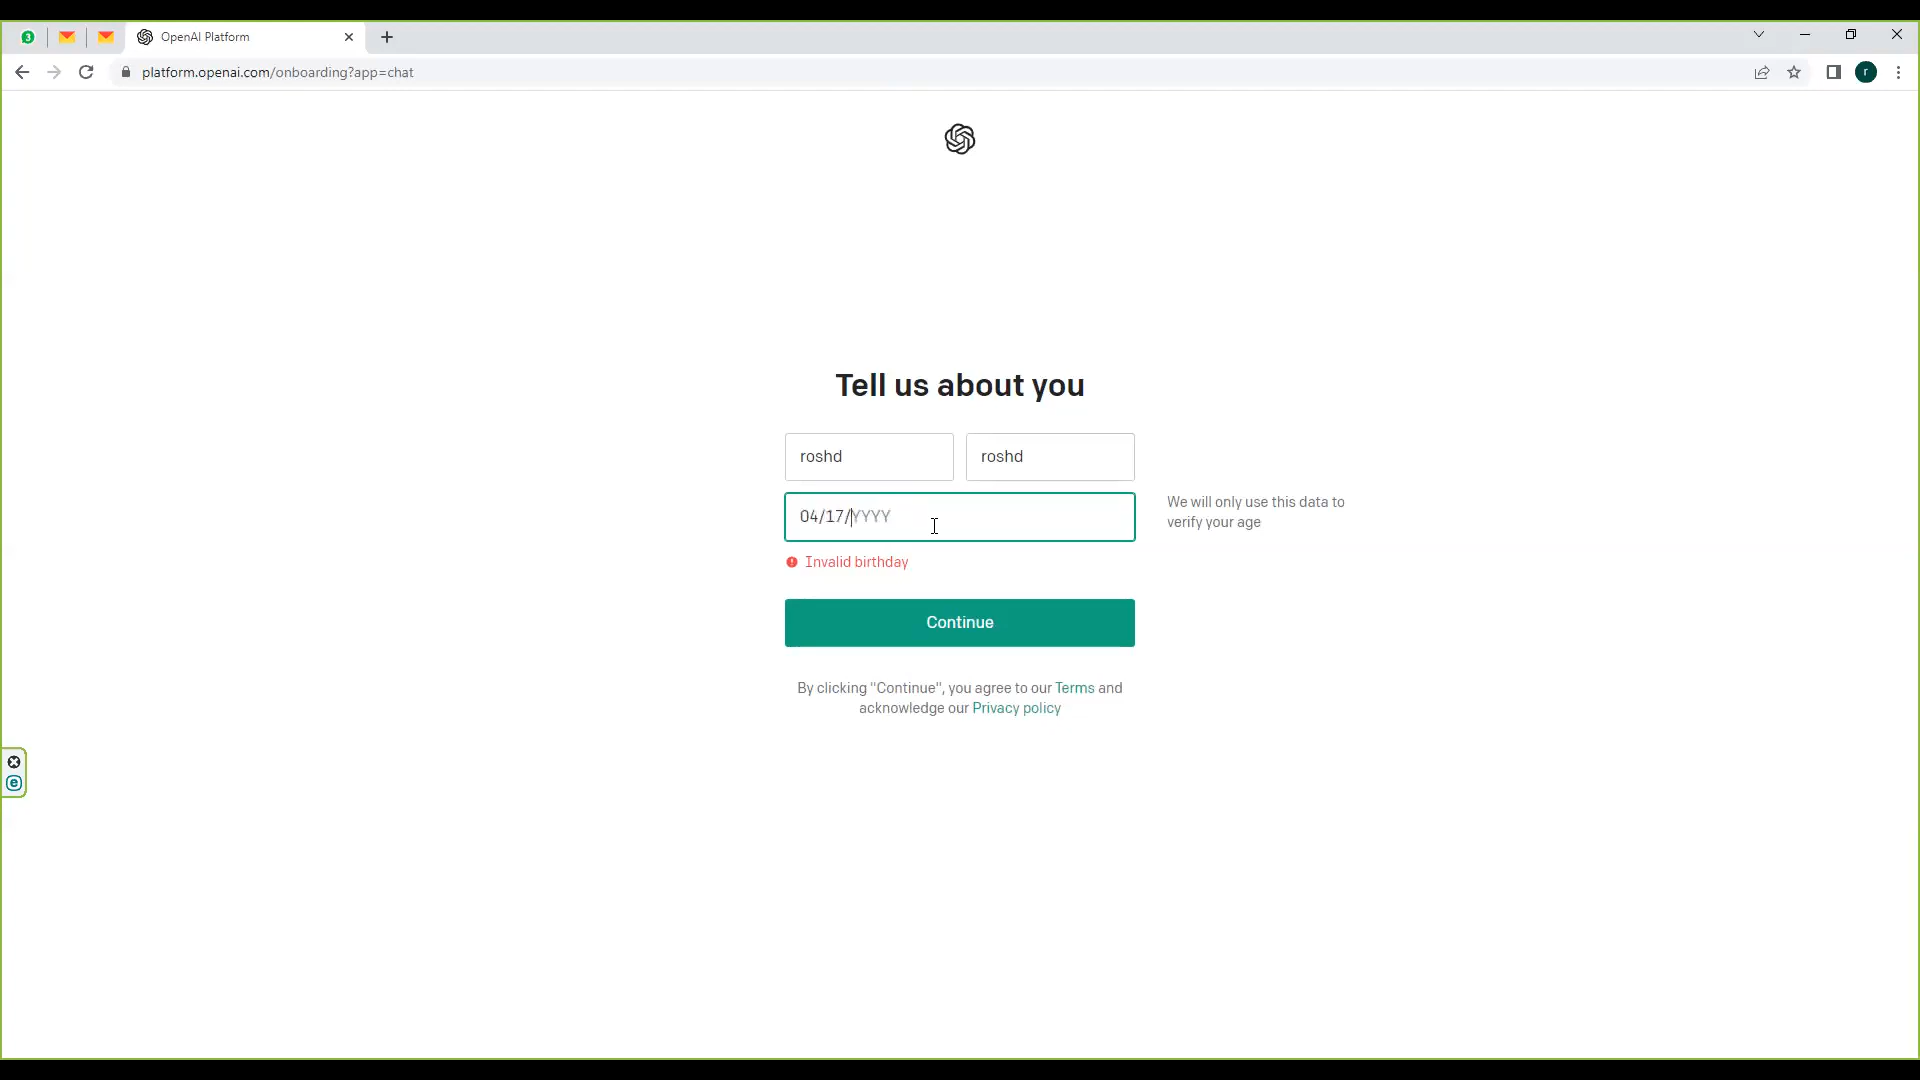 3
OpenAI Platform
platform.openai.com/onboarding?app=chat
r
Tell us about you
roshd
roshd
04/17/YYYY
We will only use this data to
verify your age
Invalid birthday
Continue
By clicking "Continue", you agree to our Terms and
acknowledge our Privacy policy
e